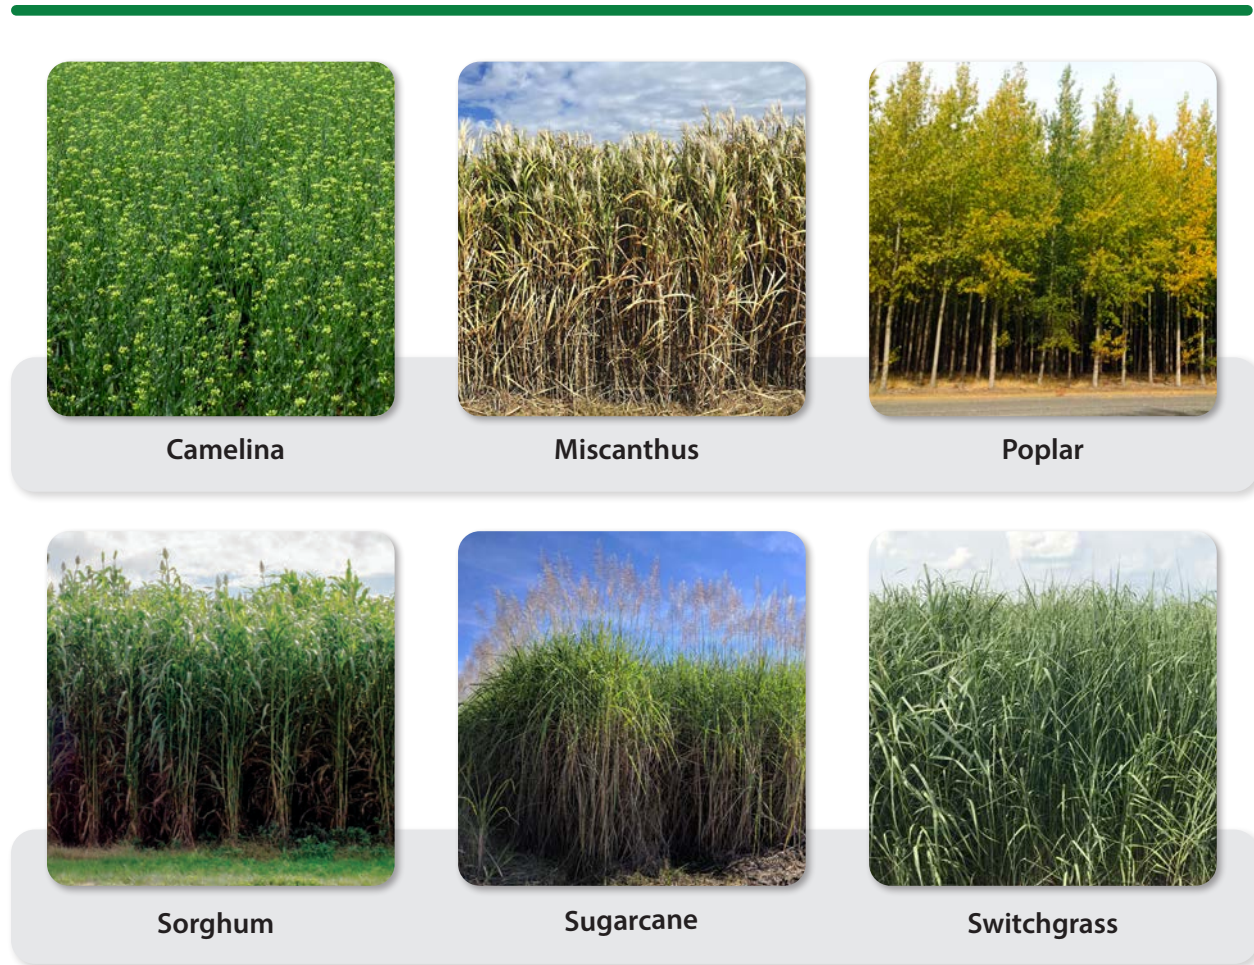 Camelina
Miscanthus
Poplar
Sorghum
Sugarcane
Switchgrass